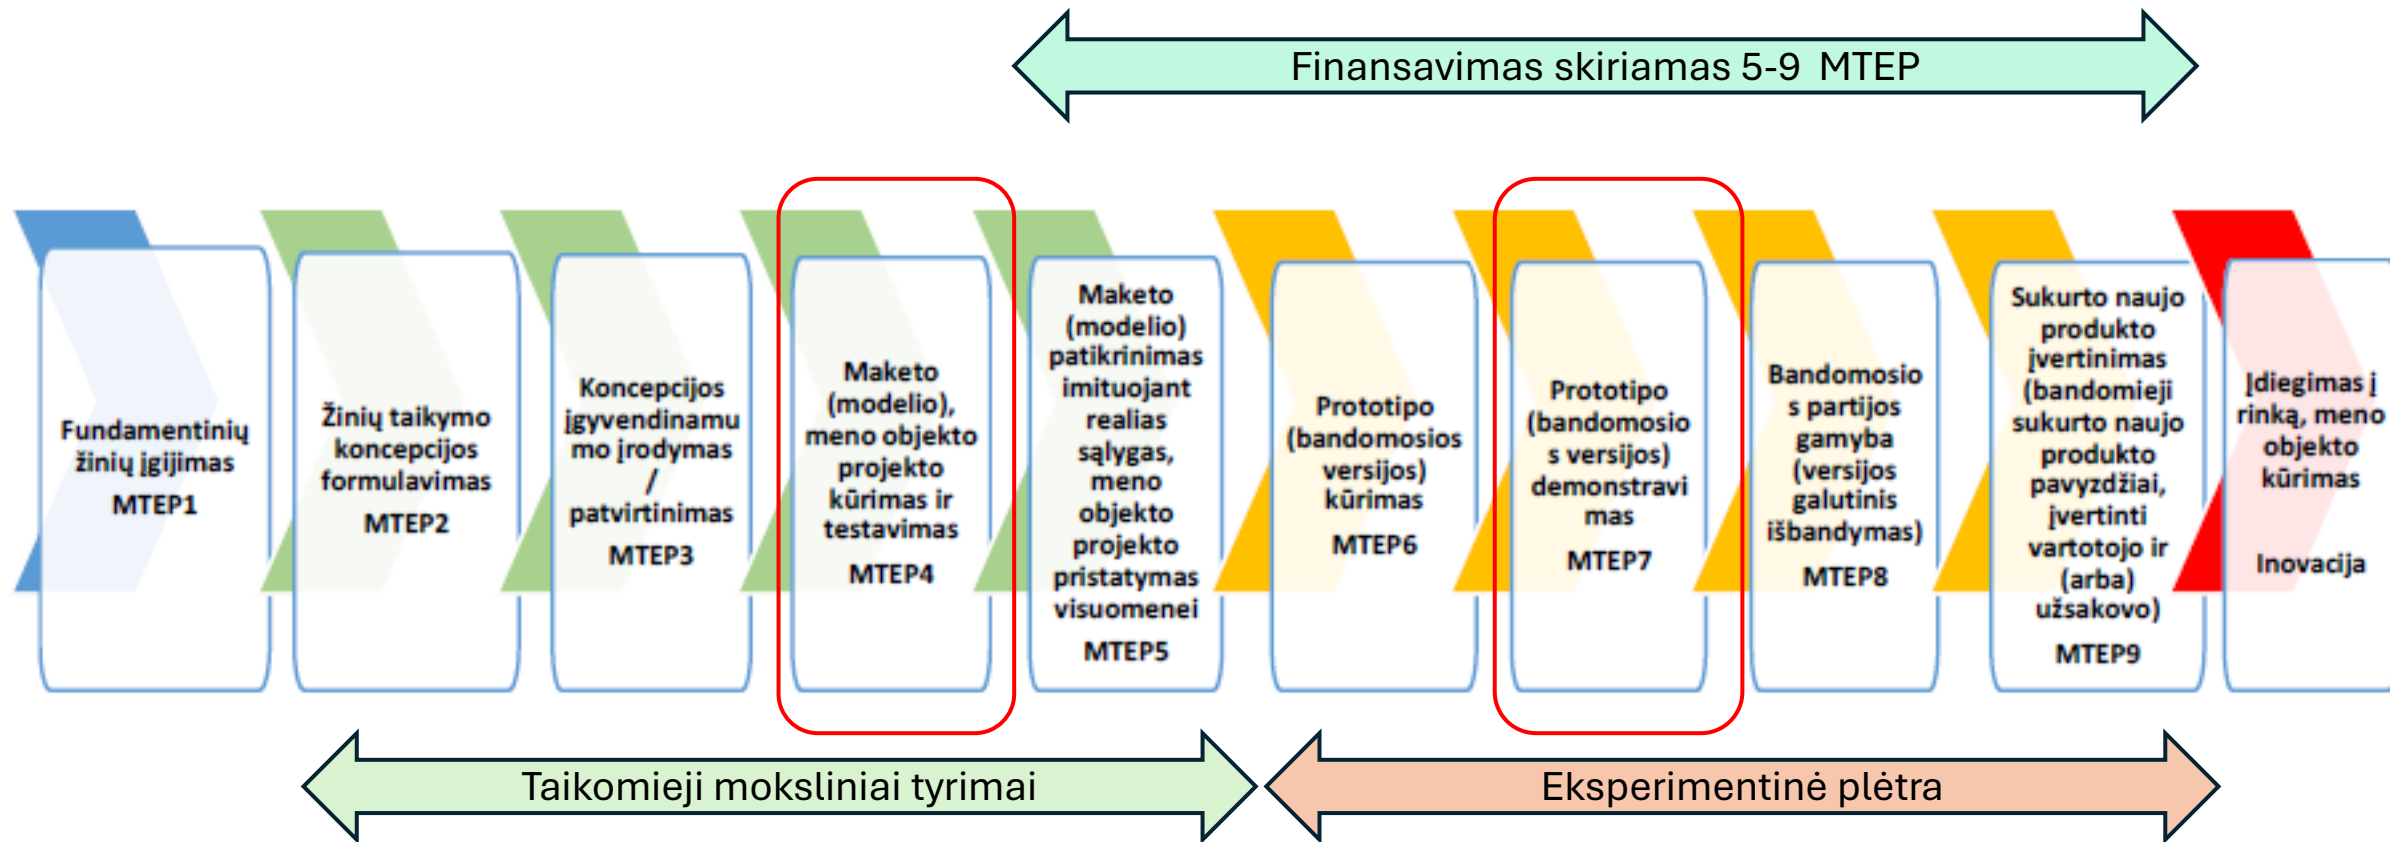 Finansavimas skiriamas 5-9 MTEP
Fundamentinių
žinių įgijimas
MTEP1
Žinių taikymo
koncepcijos
formulavimas
MTEP2
Koncepcijos
įgyvendinamu
mo įrodymas
/
patvirtinimas
MTEP3
Maketo
(modelio),
meno objekto
projekto
kūrimas ir
testavimas
MTEP4
Maketo
(modelio)
patikrinimas
imituojant
realias
sąlygas,
meno
objekto
projekto
pristatymas
visuomenei
MTEP5
Prototipo
(bandomosios
versijos)
kūrimas
MTEP6
Prototipo
(bandomosio
s versijos)
demonstravi
mas
MTEP7
Bandomosio
s partijos
gamyba
(versijos
galutinis
išbandymas)
MTEP8
Sukurto naujo
produkto
įvertinimas
(bandomieji
sukurto naujo
produkto
pavyzdžiai,
įvertinti
vartotojo ir
(arba)
užsakovo)
MTEP9
Įdiegimas į
rinką, meno
objekto
kūrimas
Inovacija
Taikomieji moksliniai tyrimai
Eksperimentinė plėtra